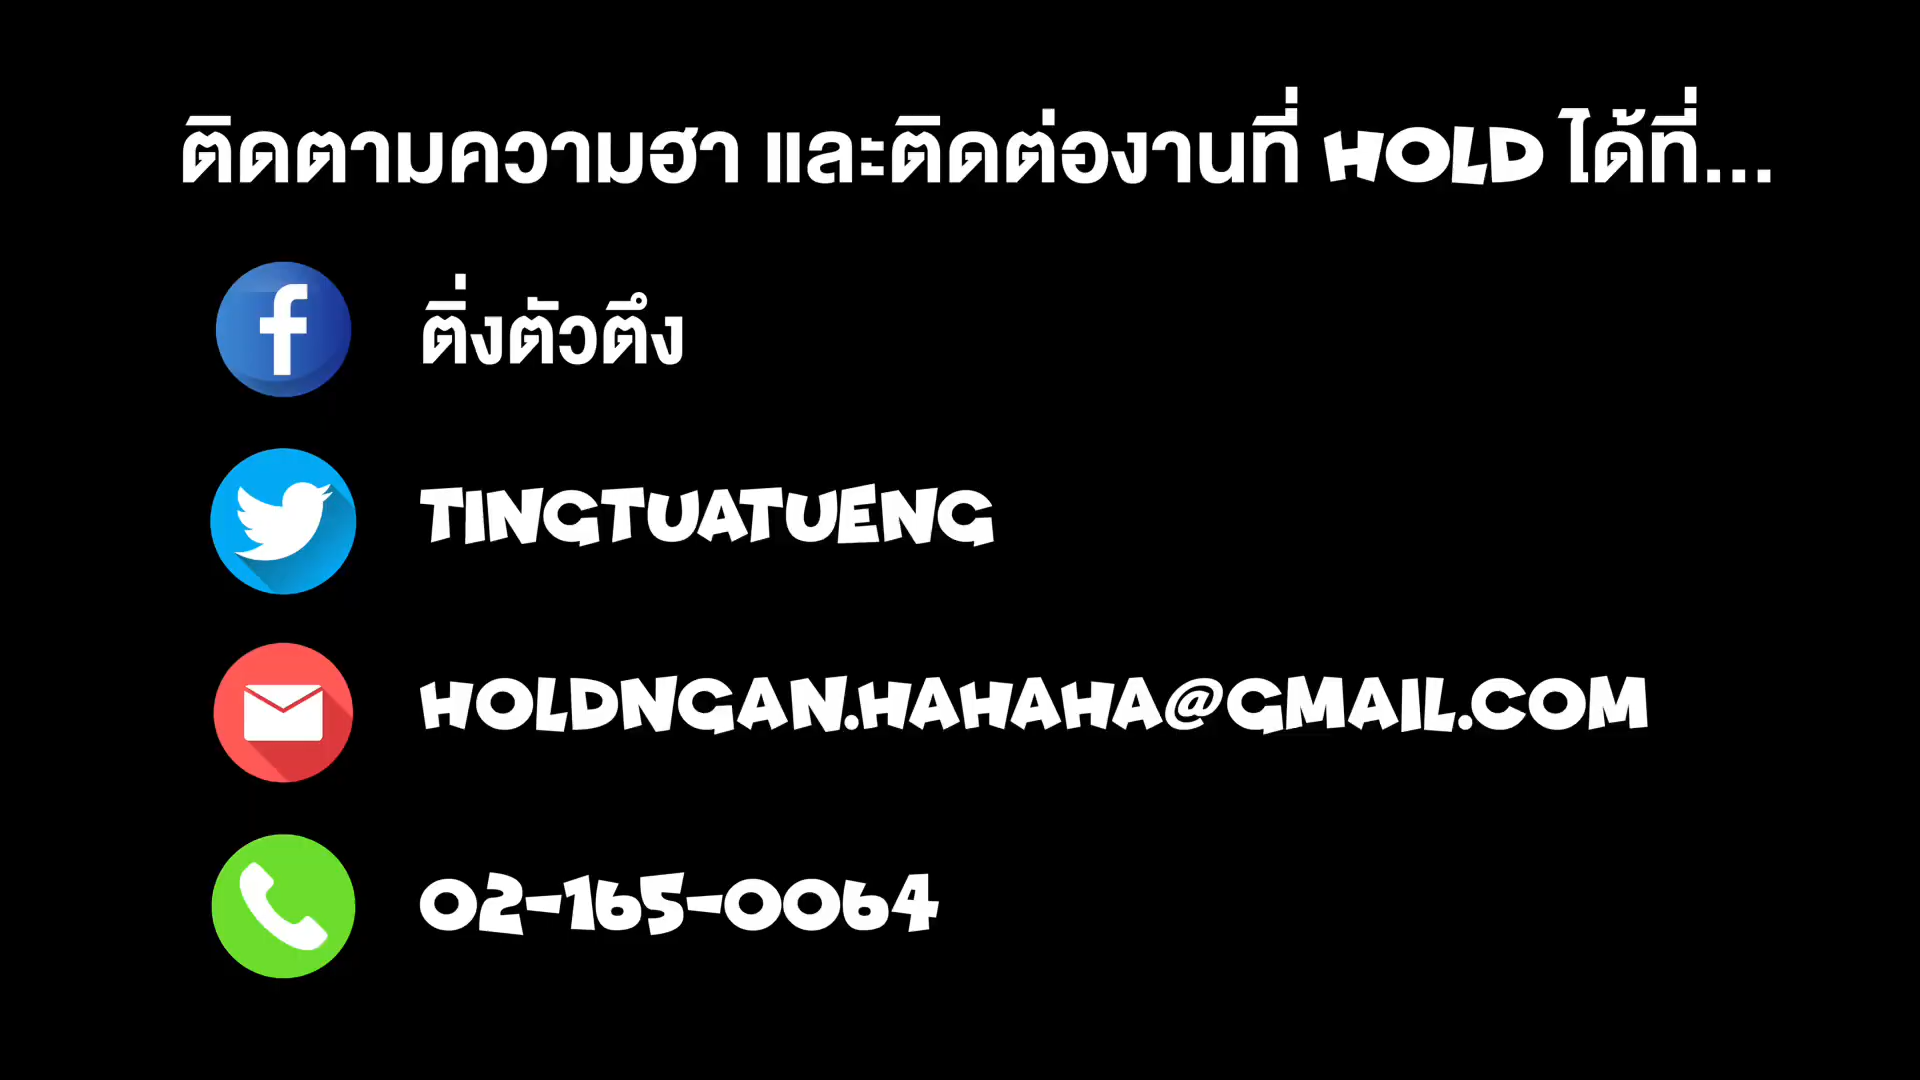 ติดตามความฮา และติดต่องานที่ HOLD ได้ที่...
ติ่งตัวตึง
TINGTUATUENG
HOLDNGAN.HAHAHA@GMAIL.COM
02-165-0064